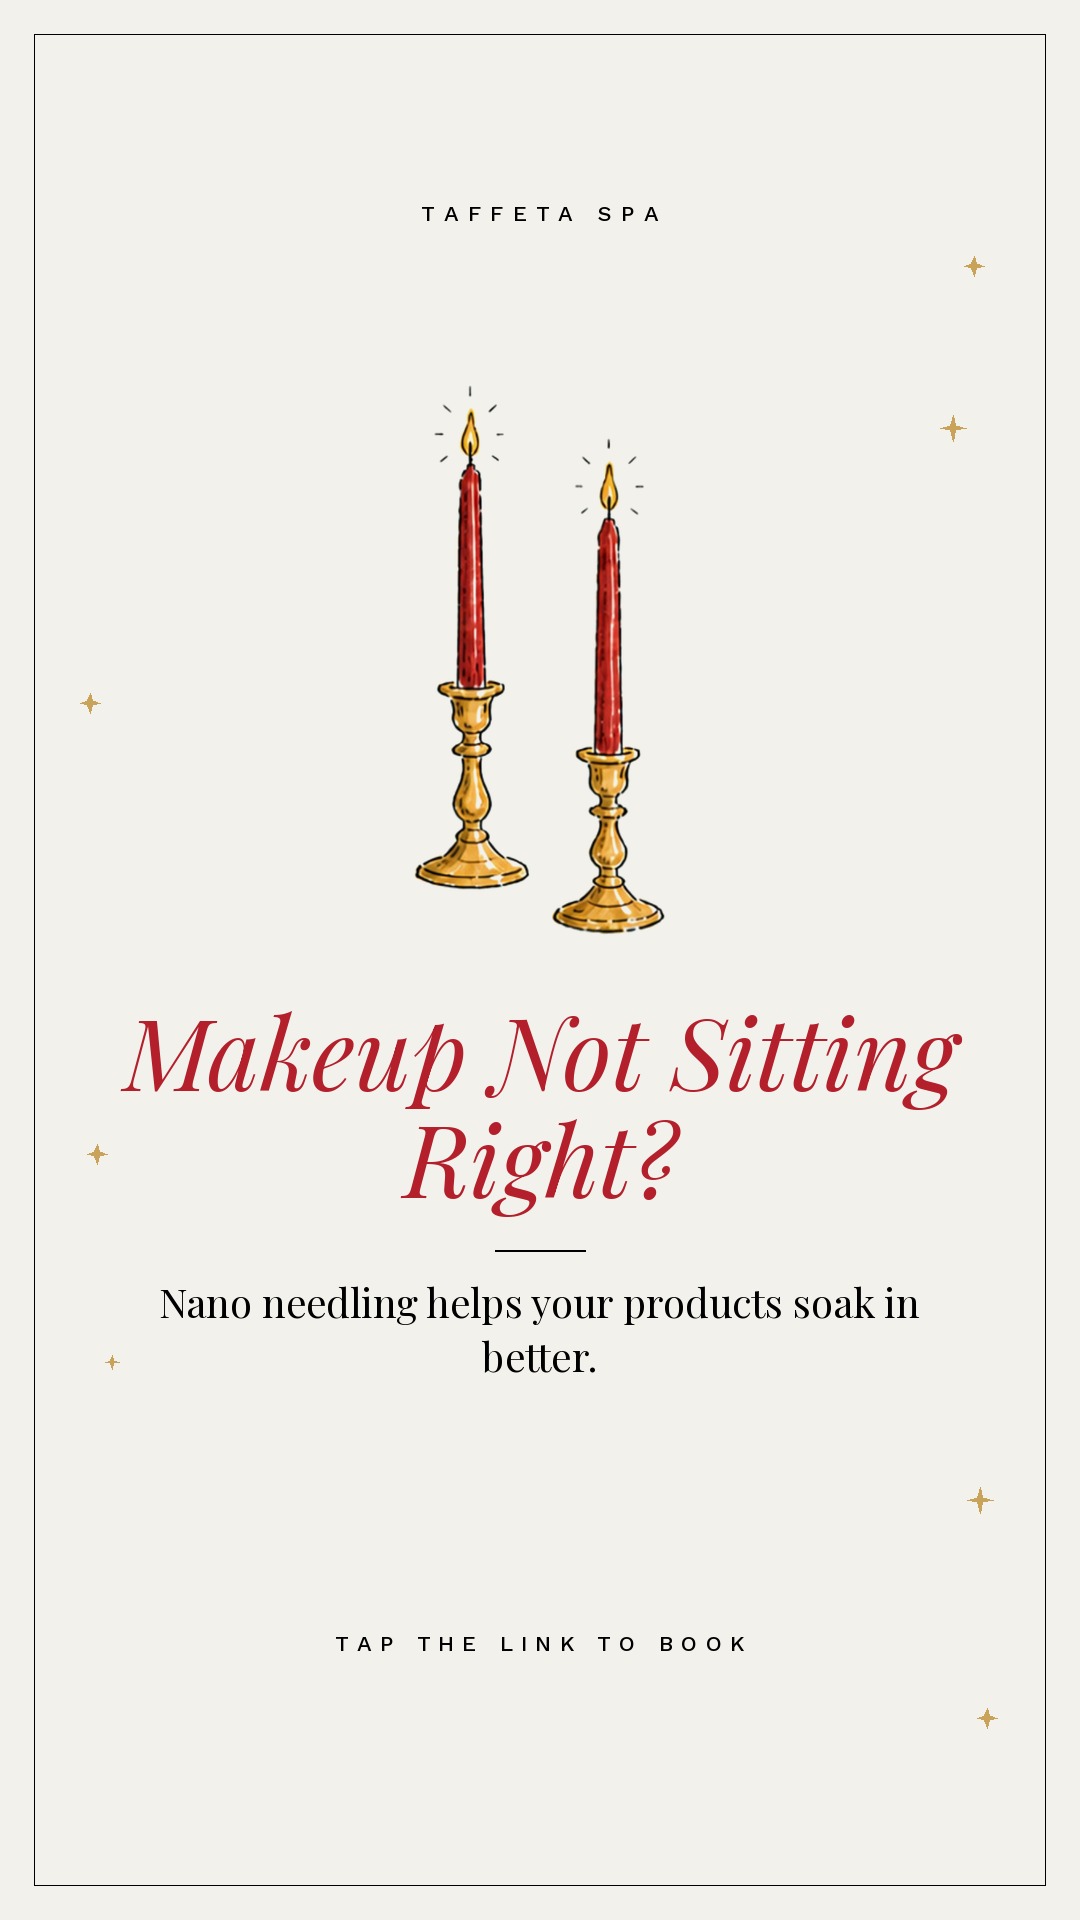 TAFFETA SPA
Makeup Not Sitting
Right?
Nano needling helps your products soak in
better.
TAP THE LINK TO BOOK